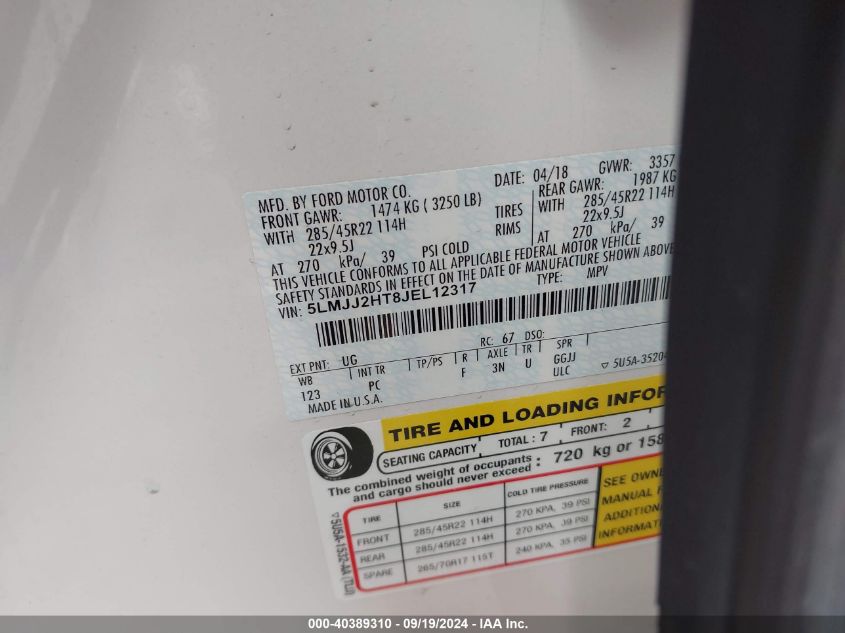 MFD. BY FORD MOTOR CO.
DATE: 04/18 GVWR: 3357
FRONT GAWR: 1474 KG ( 3250 LB)
REAR GAWR: 1987 KG
WITH 285/45R22 114H TIRES WITH 285/45R22 114H
22x9.5J RIMS 22x9.5J
AT 270 kPa/ 39 PSI COLD AT 270 kPa/ 39
THIS VEHICLE CONFORMS TO ALL APPLICABLE FEDERAL MOTOR VEHICLE
SAFETY STANDARDS IN EFFECT ON THE DATE OF MANUFACTURE SHOWN ABOVE
VIN: 5LMJJ2HT8JEL12317 TYPE: MPV
EXT PNT: UG RC: 67 DSO:
WB INT TR TP/PS R AXLE TR SPR
123 PC F 3N U GGJJ
ULC
MADE IN U.S.A.
▽ 5U5A-3520
TIRE AND LOADING
SEATING CAPACITY TOTAL : 7 FRONT: 2
The combined weight of occupants and cargo should never exceed : 720 kg or 158
TIRE SIZE COLD TIRE PRESSURE
FRONT 285/45R22 114H 270 KPA, 39 PSI
REAR 285/45R22 114H 270 KPA, 39 PSI
SPARE 265/70R17 115T 240 KPA, 35 PSI
SEE
MANUAL
▽5U5A-1532-AA (TLI)
000-40389310 - 09/19/2024 - IAA Inc.